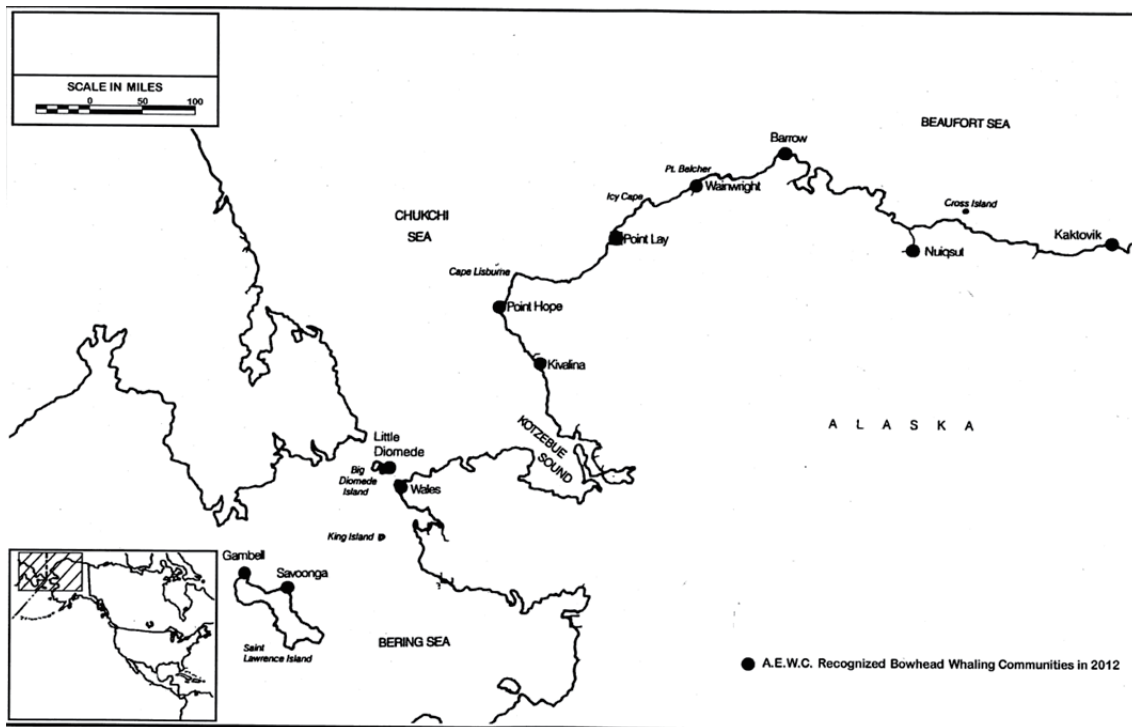 SCALE IN MILES
0 50 100
BEAUFORT SEA
Barrow
Pt. Belcher
Wainwright
Icy Cape
Cross Island
CHUKCHI
SEA
Point Lay
Kaktovik
Nuiqsul
Cape Lisburne
Point Hope
Kivalina
ALASKA
KOTZEBUE
SOUND
Little
Diomede
Big
Diomede
Island
Wales
King Island
Gambell
Savoonga
Saint
Lawrence Island
BERING SEA
A.E.W.C. Recognized Bowhead Whaling Communities in 2012